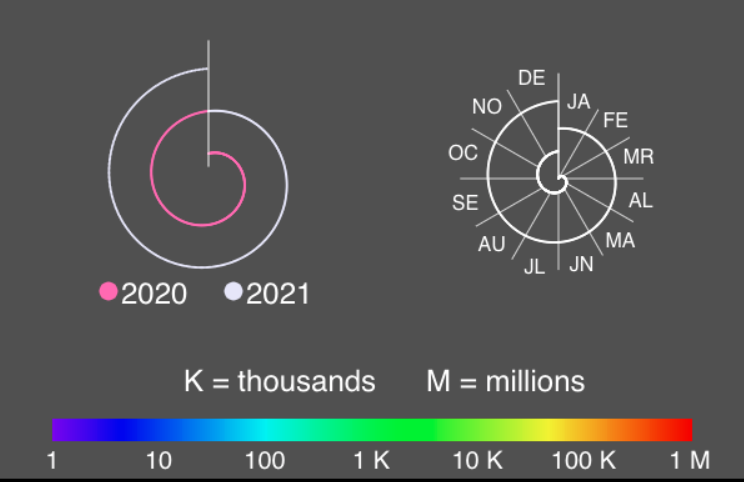 DE
JA
NO
FE
OC
MR
SE
AL
AU
MA
JL
JN
2020 2021
K = thousands M = millions
1 10 100 1 K 10 K 100 K 1 M